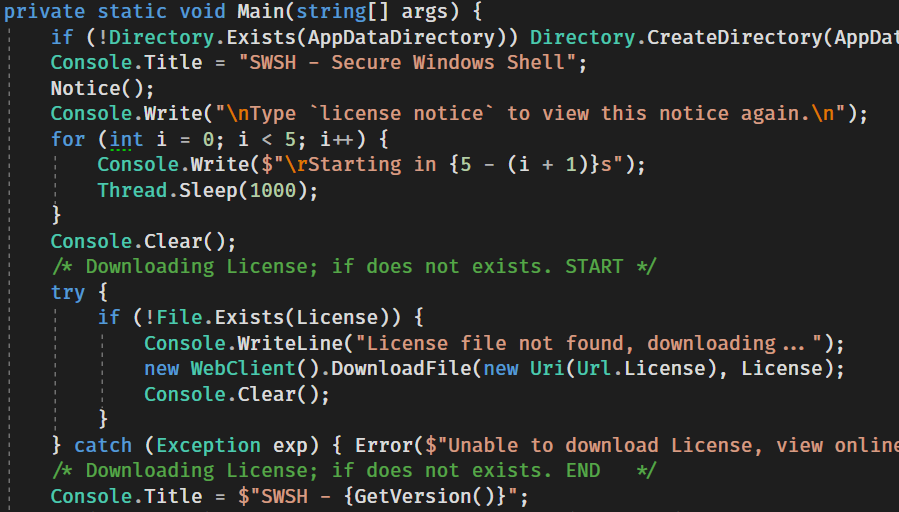 private static void Main(string[] args) {
    if (!Directory.Exists(AppDataDirectory)) Directory.CreateDirectory(AppDat
    Console.Title = "SWSH - Secure Windows Shell";
    Notice();
    Console.Write("\nType `license notice` to view this notice again.\n");
    for (int i = 0; i < 5; i++) {
        Console.Write($"\rStarting in {5 - (i + 1)}s");
        Thread.Sleep(1000);
    }
    Console.Clear();
    /* Downloading License; if does not exists. START */
    try {
        if (!File.Exists(License)) {
            Console.WriteLine("License file not found, downloading...");
            new WebClient().DownloadFile(new Uri(Url.License), License);
            Console.Clear();
        }
    } catch (Exception exp) { Error($"Unable to download License, view online
    /* Downloading License; if does not exists. END   */
    Console.Title = $"SWSH - {GetVersion()}";